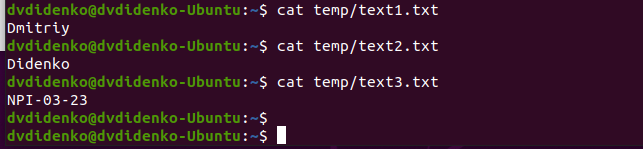 dvdidenko@dvdidenko-Ubuntu:~$ cat temp/text1.txt
Dmitriy
dvdidenko@dvdidenko-Ubuntu:~$ cat temp/text2.txt
Didenko
dvdidenko@dvdidenko-Ubuntu:~$ cat temp/text3.txt
NPI-03-23
dvdidenko@dvdidenko-Ubuntu:~$
dvdidenko@dvdidenko-Ubuntu:~$